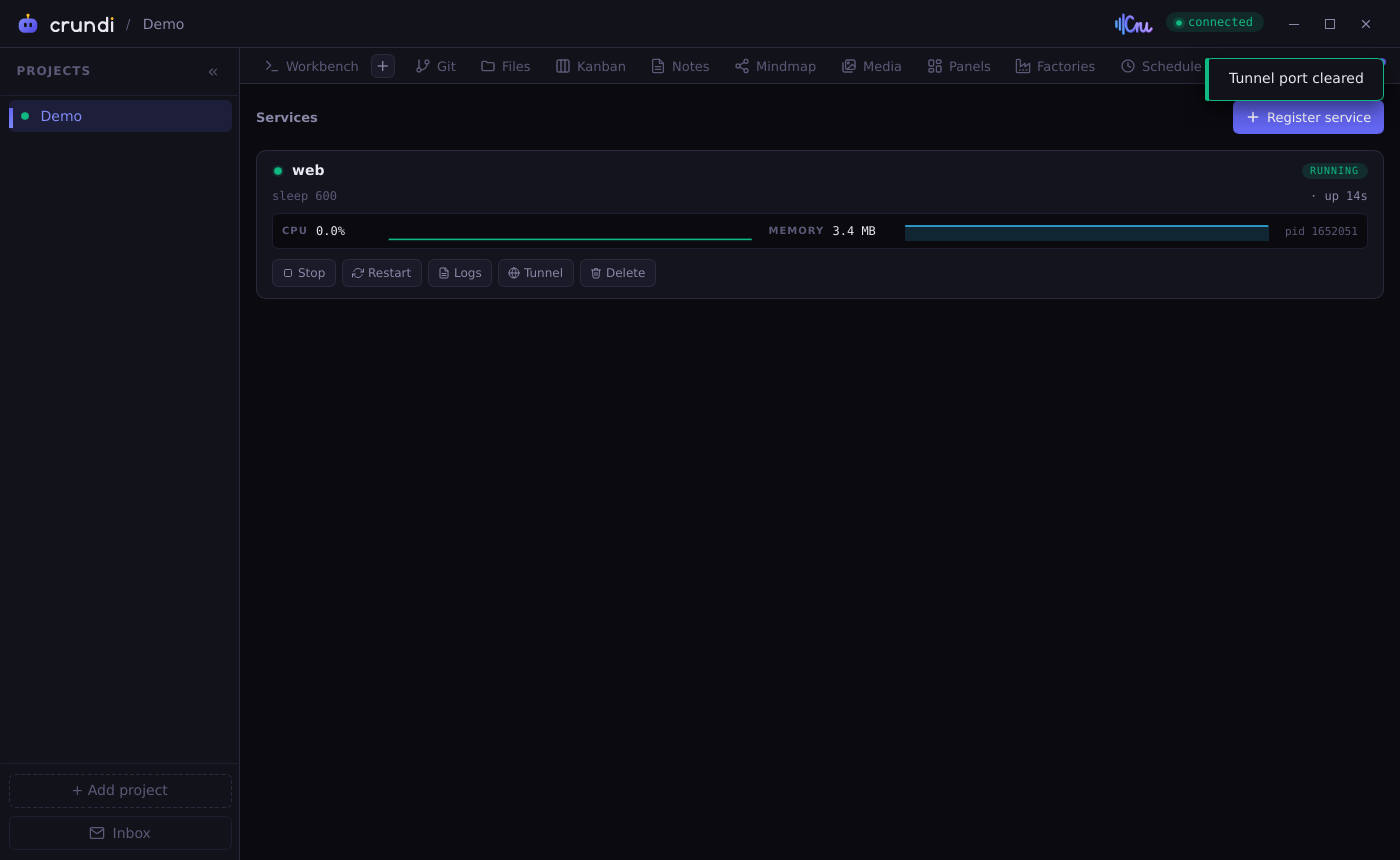 crundi / Demo
Cru
connected
PROJECTS
Workbench
Git
Files
Kanban
Notes
Mindmap
Media
Panels
Factories
Schedule
Tunnel port cleared
Demo
Services
+ Register service
web
RUNNING
sleep 600
· up 14s
CPU 0.0%
MEMORY 3.4 MB
pid 1652051
Stop
Restart
Logs
Tunnel
Delete
+ Add project
Inbox